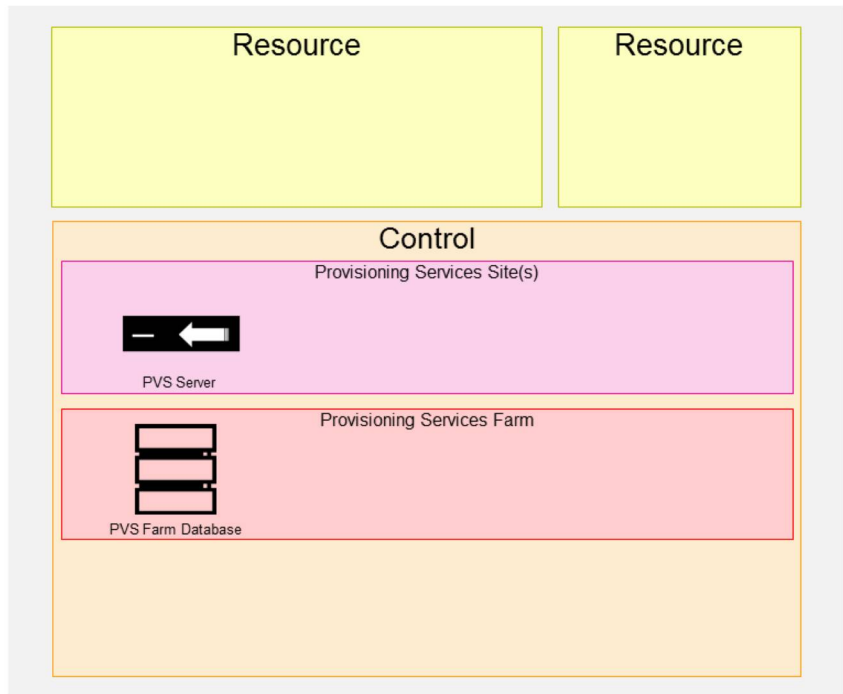 Resource
Resource
Control
Provisioning Services Site(s)
PVS Server
Provisioning Services Farm
PVS Farm Database